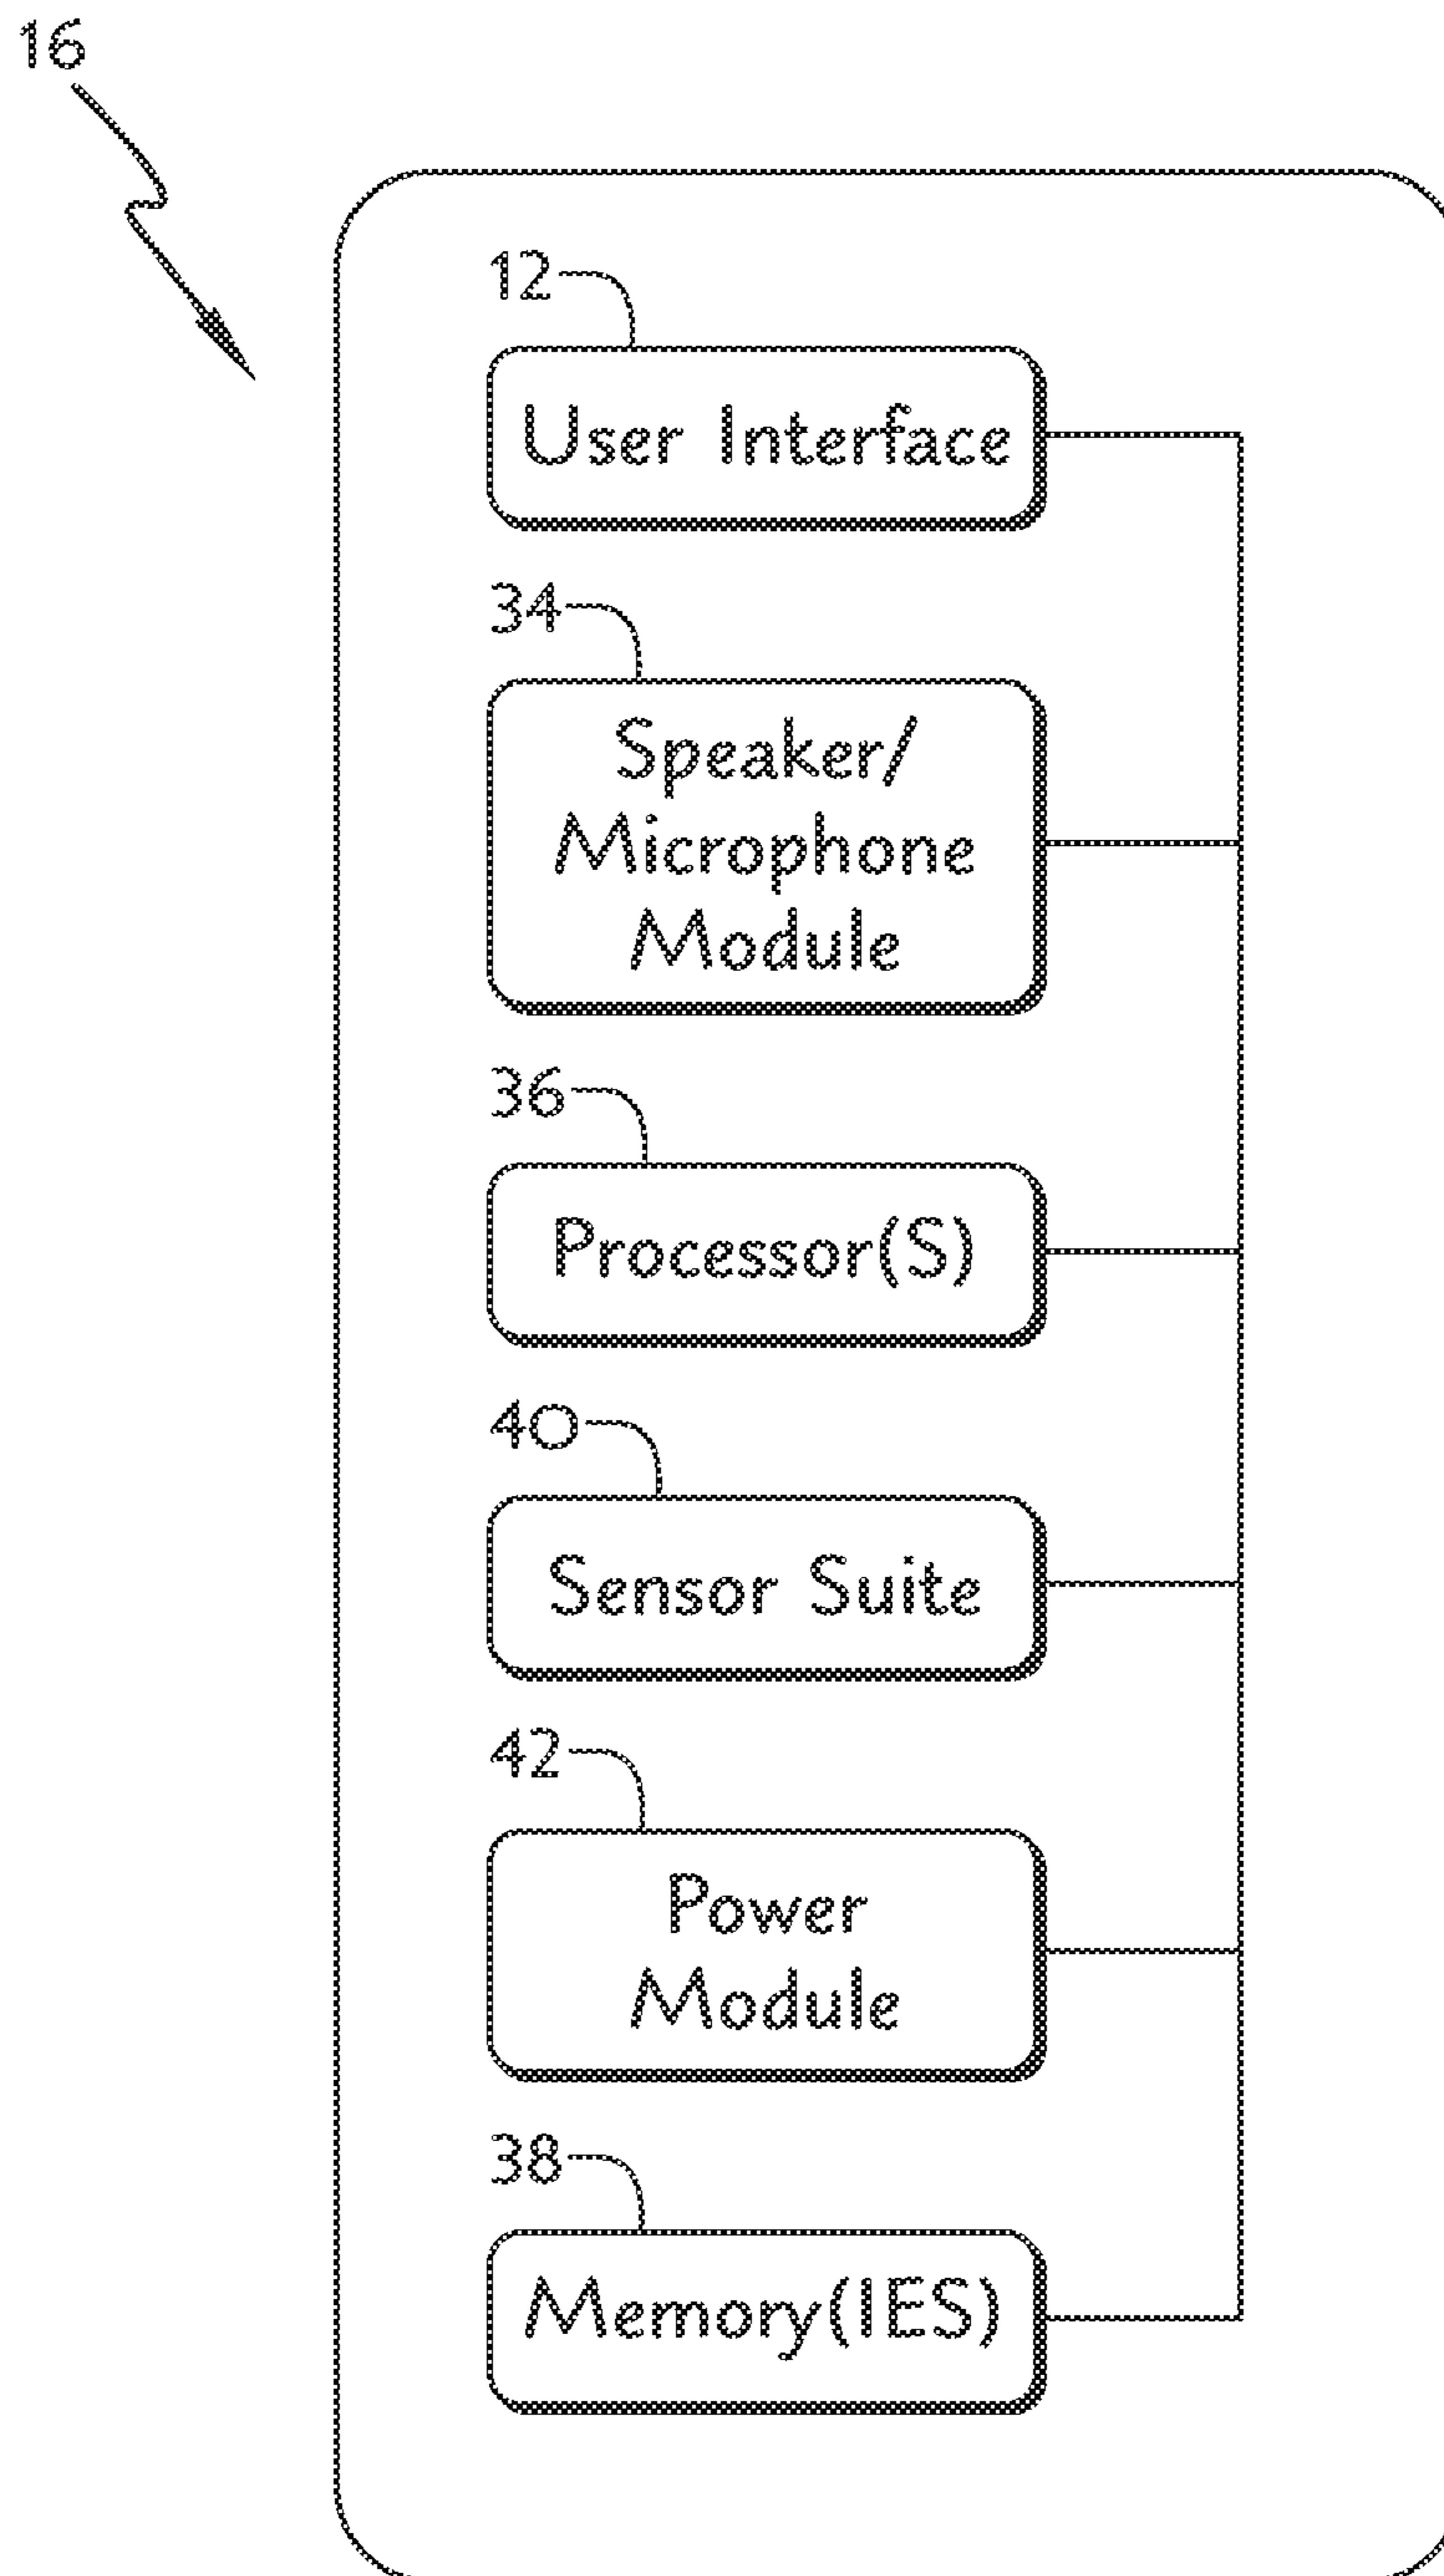 16
12
User Interface
34
Speaker/
Microphone
Module
36
Processor(S)
40
Sensor Suite
42
Power
Module
38
Memory(IES)